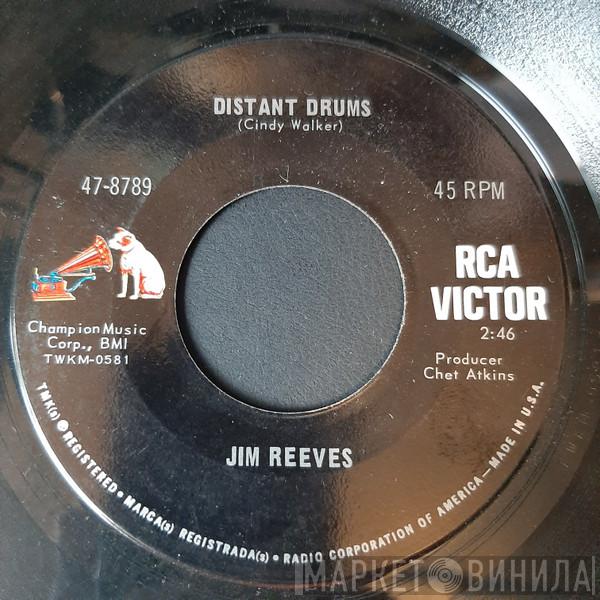 DISTANT DRUMS
(Cindy Walker)
47-8789
45 RPM
RCA
VICTOR
2:46
Champion Music
Corp., BMI
TWKM-0581
Producer
Chet Atkins
JIM REEVES
TMK(s) ® REGISTERED • MARCA(s) REGISTRADA(s) • RADIO CORPORATION OF AMERICA—MADE IN U.S.A.
МАРКЕТ ВИНИЛА